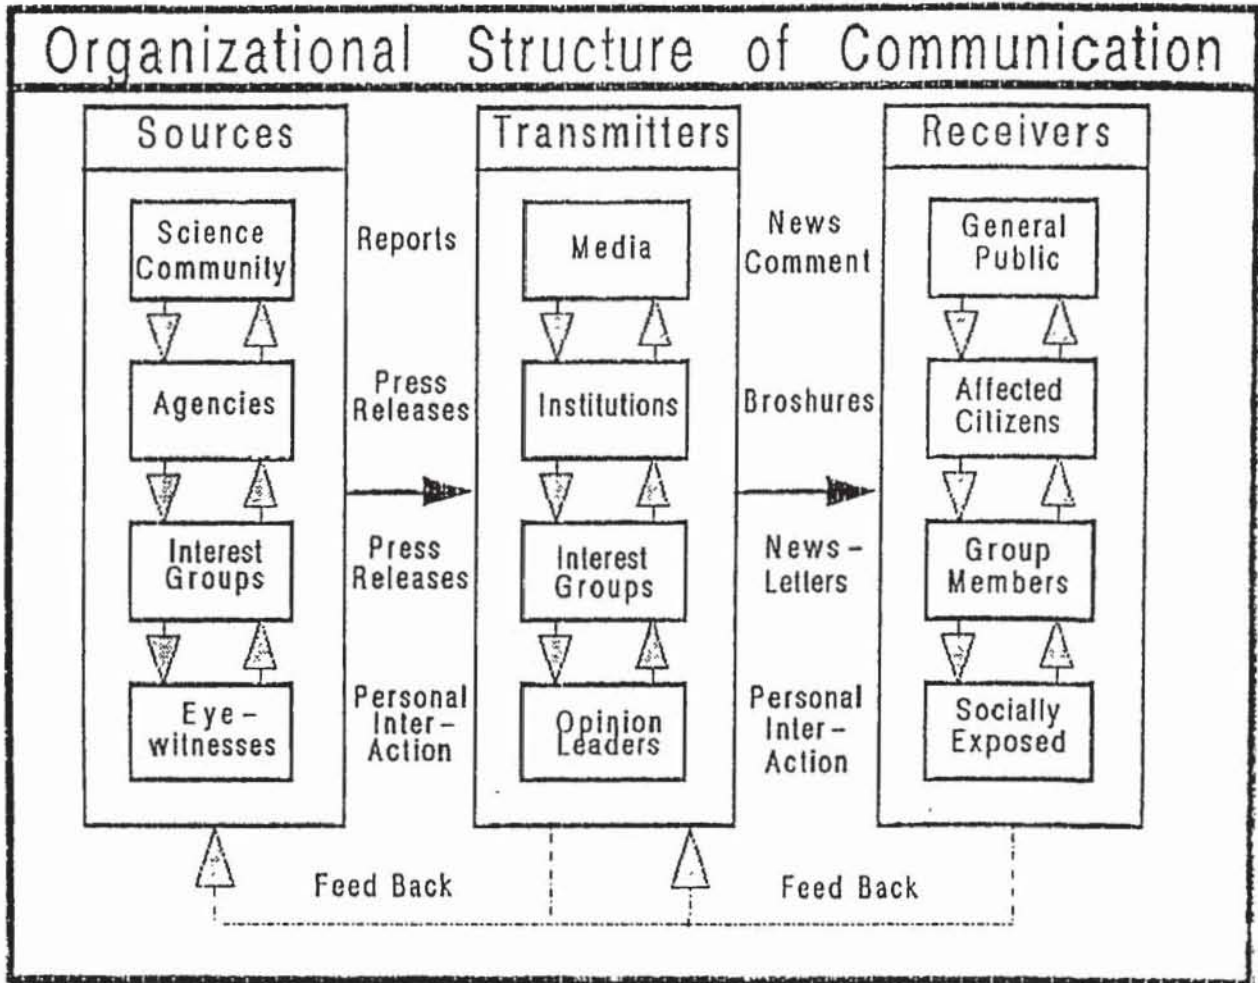 Organizational Structure of Communication
Sources
Transmitters
Receivers
Science
Community
Reports
Media
News
Comment
General
Public
Agencies
Press
Releases
Institutions
Broshures
Affected
Citizens
Interest
Groups
Press
Releases
Interest
Groups
News-
Letters
Group
Members
Eye-
witnesses
Personal
Inter-
Action
Opinion
Leaders
Personal
Inter-
Action
Socially
Exposed
Feed Back
Feed Back